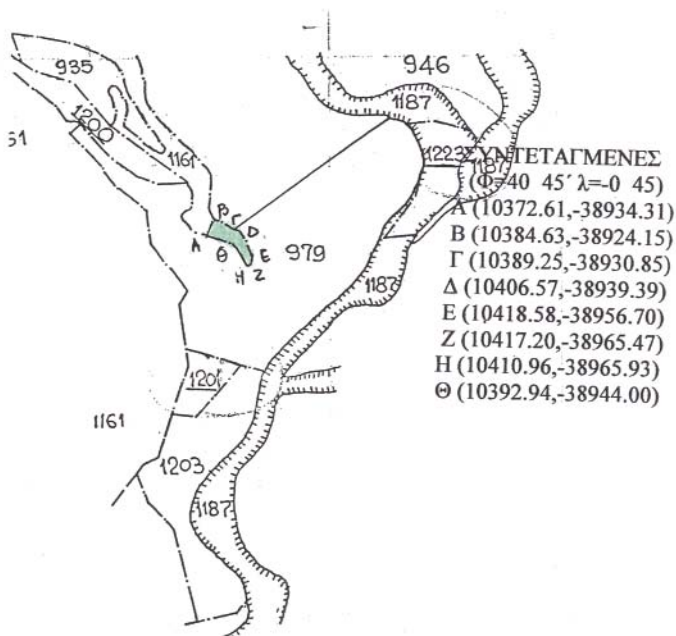 946
935
1187
1200
51
1161
1223
ΣΥΝΤΕΤΑΓΜΕΝΕΣ
1187
(Φ=40 45´ λ=-0 45)
Α (10372.61,-38934.31)
Β (10384.63,-38924.15)
Γ (10389.25,-38930.85)
Δ (10406.57,-38939.39)
Ε (10418.58,-38956.70)
Ζ (10417.20,-38965.47)
Η (10410.96,-38965.93)
Θ (10392.94,-38944.00)
Β Γ
Α Δ
Θ Ε
Η Ζ
979
1187
120
1161
1203
1187